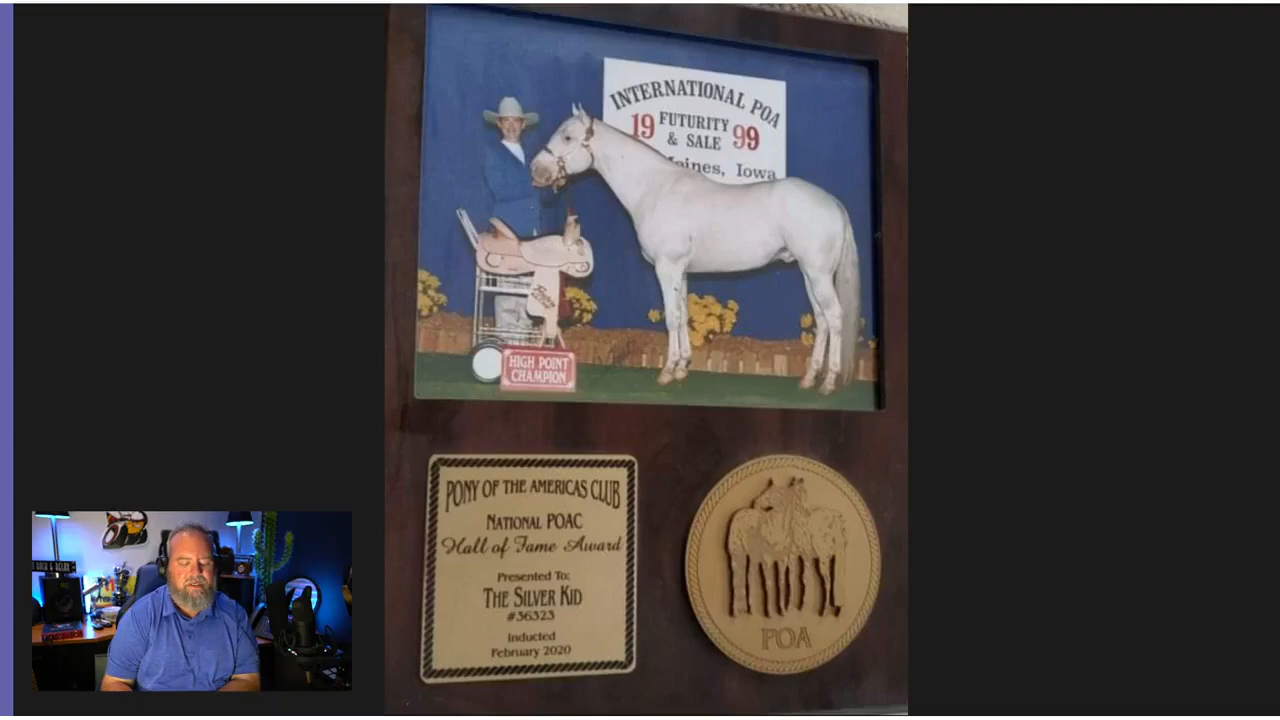 INTERNATIONAL POA
19 FUTURITY 99
& SALE
Iowa
HIGH POINT
CHAMPION
PONY OF THE AMERICAS CLUB
NATIONAL POAC
Hall of Fame Award
Presented To:
THE SILVER KID
#36323
Inducted
February 2020
POA